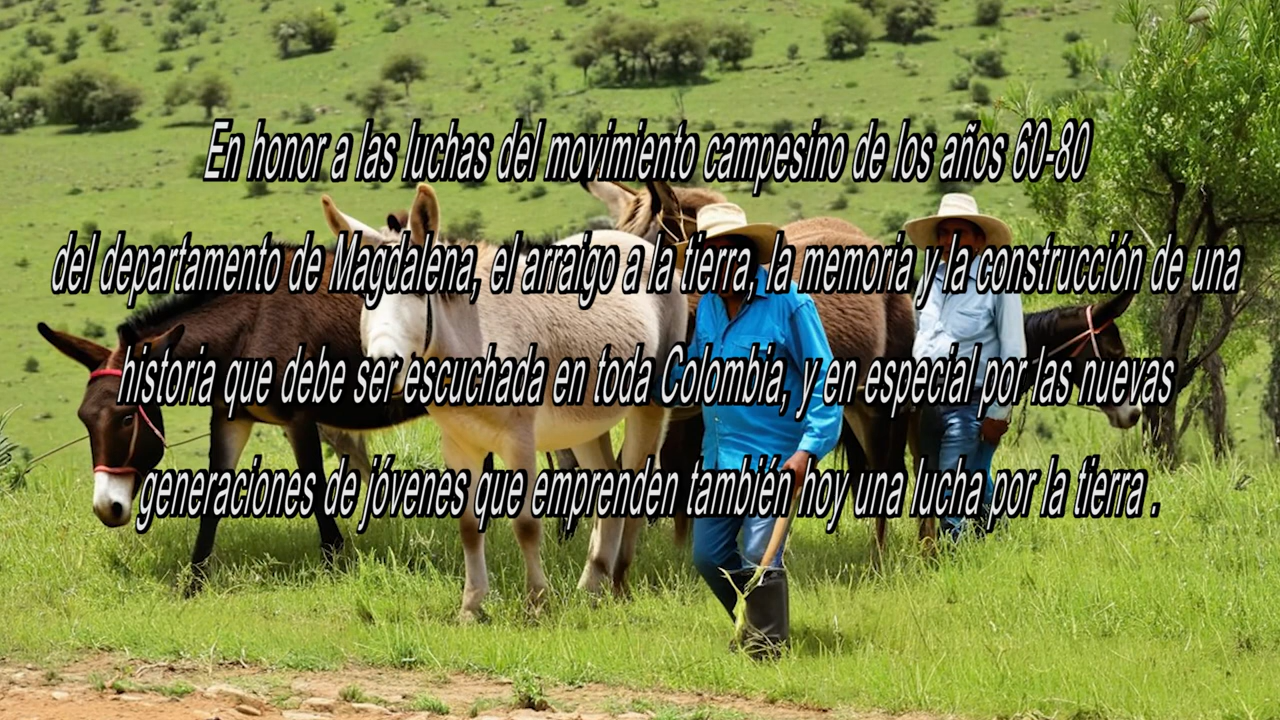 En honor a las luchas del movimiento campesino de los años 60-80
del departamento de Magdalena, el arraigo a la tierra, la memoria y la construcción de una
historia que debe ser escuchada en toda Colombia, y en especial por las nuevas
generaciones de jóvenes que emprenden también hoy una lucha por la tierra .